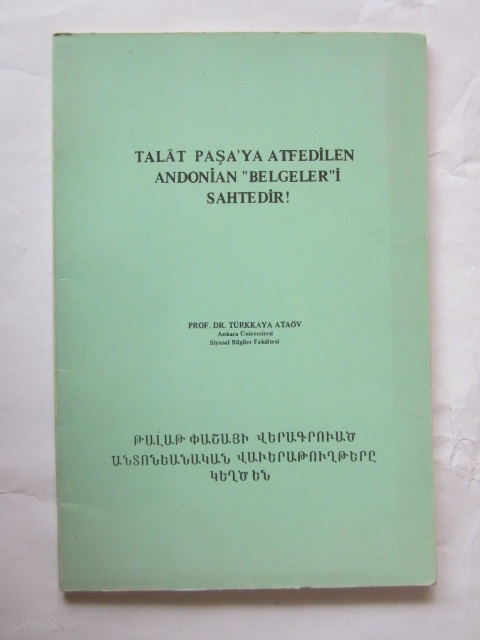 TALÂT PAŞA'YA ATFEDİLEN
ANDONİAN "BELGELER"İ
SAHTEDİR!
PROF. DR. TÜRKKAYA ATAÖV
Ankara Üniversitesi
Siyasal Bilgiler Fakültesi
ԹԱԼԱԹ ՓԱՇԱՅԻ ՎԵՐԱԳՐՈՒԱԾ
ԱՆՏՈՆԵԱՆԱԿԱՆ ՎԱՒԵՐԱԹՈՒՂԹԵՐԸ
ԿԵՂԾ ԵՆ